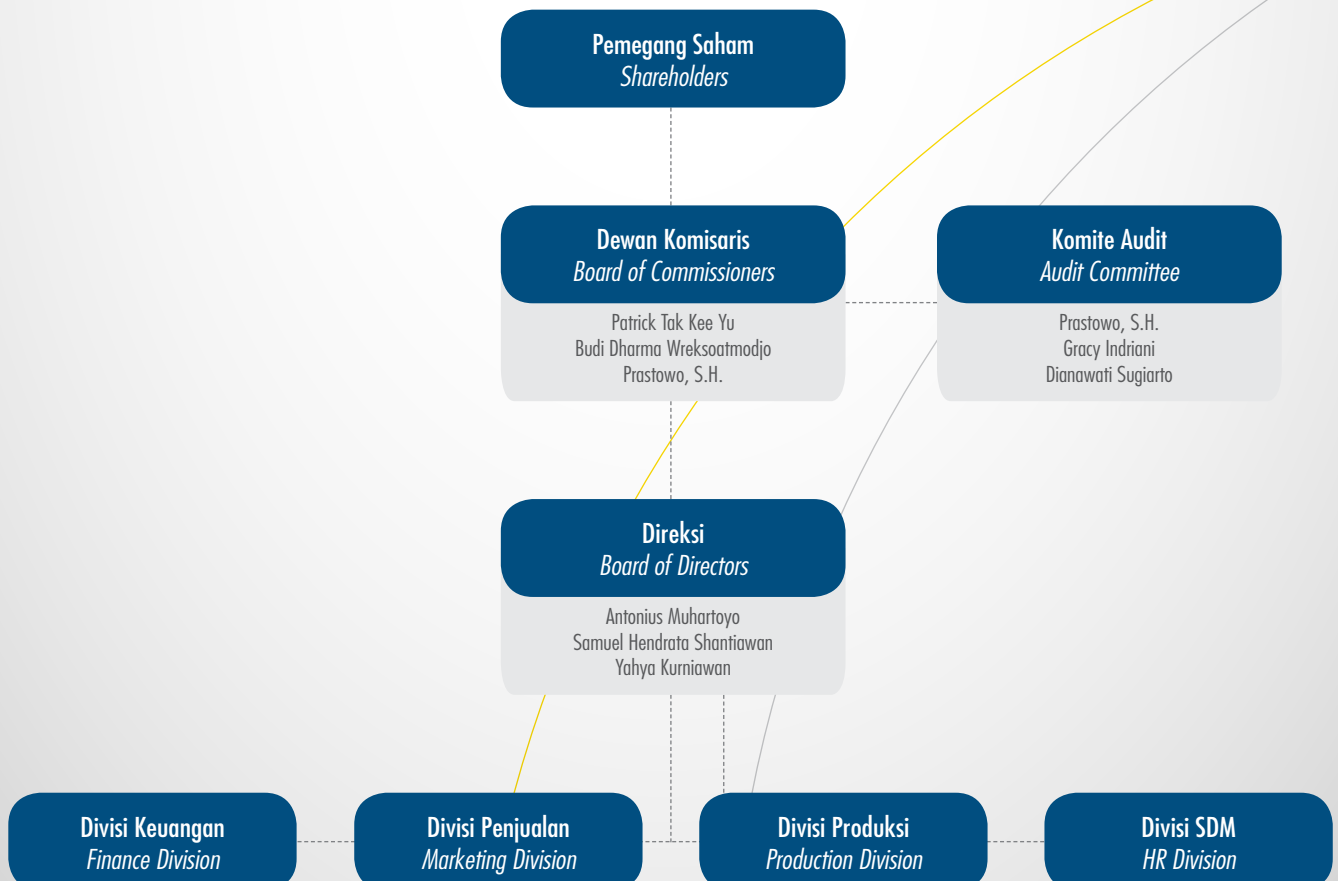 Pemegang Saham
Shareholders
Dewan Komisaris
Board of Commissioners
Patrick Tak Kee Yu
Budi Dharma Wreksoatmodjo
Prastowo, S.H.
Komite Audit
Audit Committee
Prastowo, S.H.
Gracy Indriani
Dianawati Sugiarto
Direksi
Board of Directors
Antonius Muhartoyo
Samuel Hendrata Shantiawan
Yahya Kurniawan
Divisi Keuangan
Finance Division
Divisi Penjualan
Marketing Division
Divisi Produksi
Production Division
Divisi SDM
HR Division